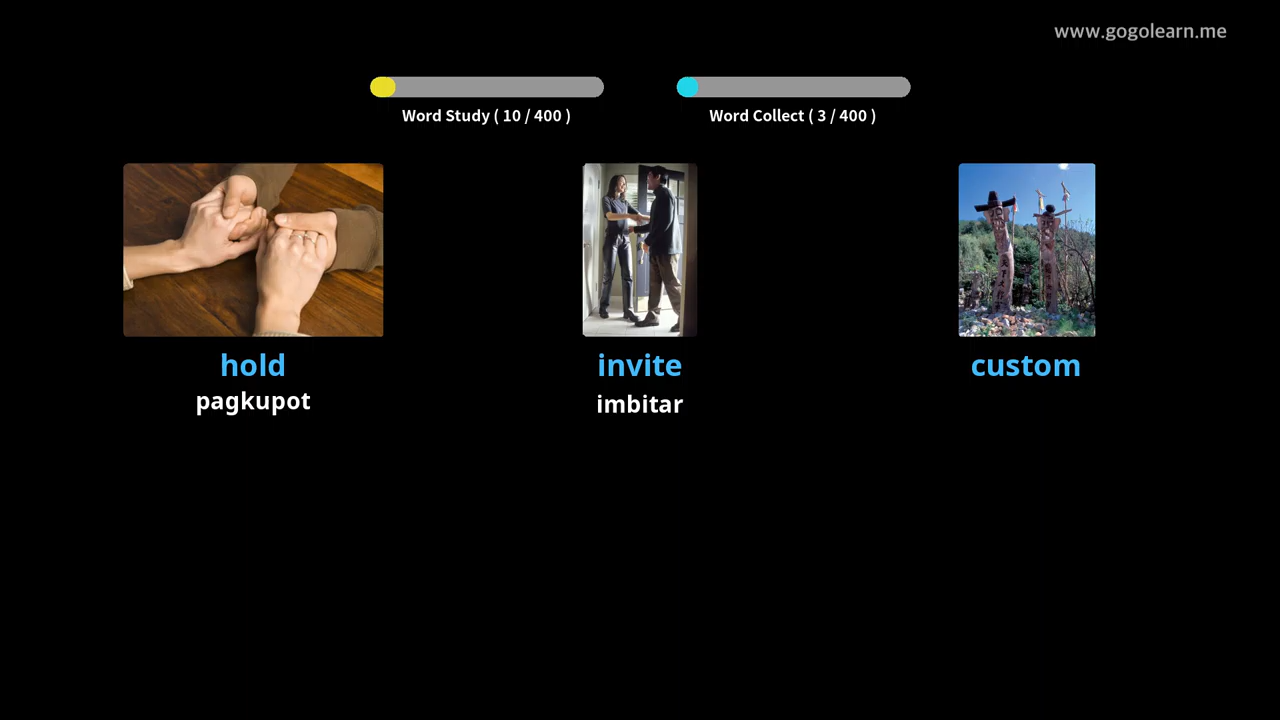 www.gogolearn.me
Word Study ( 10 / 400 )
Word Collect ( 3 / 400 )
hold
pagkupot
invite
imbitar
custom